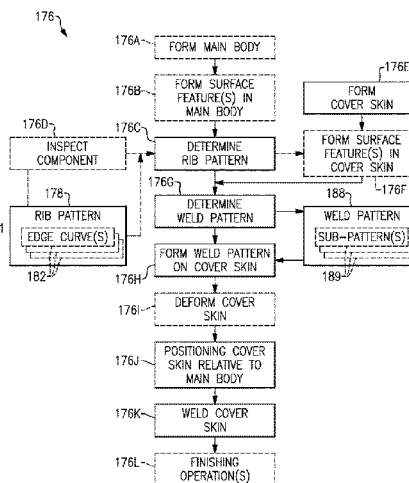 176
176A
FORM MAIN BODY
176B
FORM SURFACE
FEATURE(S) IN
MAIN BODY
176E
FORM
COVER SKIN
176D
INSPECT
COMPONENT
176C
DETERMINE
RIB PATTERN
FORM SURFACE
FEATURE(S) IN
COVER SKIN
176F
178
RIB PATTERN
EDGE CURVE(S)
182
176G
DETERMINE
WELD PATTERN
188
WELD PATTERN
SUB-PATTERN(S)
189
FORM WELD PATTERN
ON COVER SKIN
176H
176I
DEFORM COVER
SKIN
176J
POSITIONING COVER
SKIN RELATIVE TO
MAIN BODY
176K
WELD COVER
SKIN
176L
FINISHING
OPERATION(S)